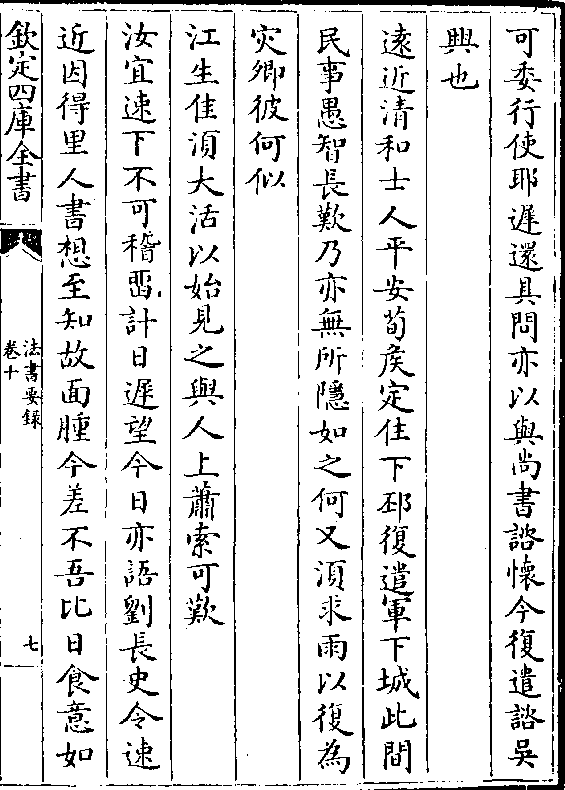 可委行使耶遲還具問亦以與尚書諮懷今復遣諮吳
興也
遠近清和士人平安荀侯定住下邳復遣軍下城此間
民事愚智長歎乃亦無所隱如之何又須求雨以復為
灾卿彼何似
江生佳須大活以始見之與人上蕭索可歎
汝宜速下不可稽留計日遲望今日亦語劉長史令速
近因得里人書想至知故面腫今差不吾比日食意如
欽定四庫全書
法書要録
卷十
七